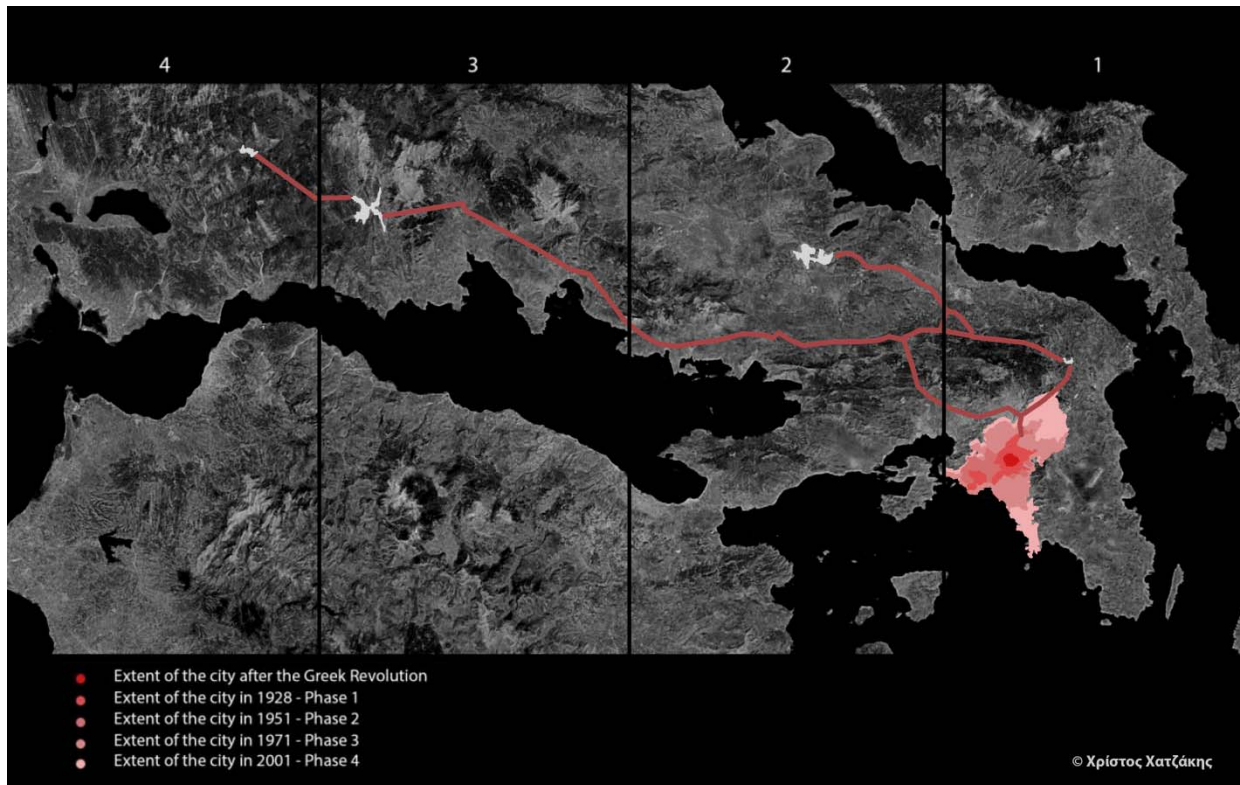 4 3 2 1
Extent of the city after the Greek Revolution
Extent of the city in 1928 - Phase 1
Extent of the city in 1951 - Phase 2
Extent of the city in 1971 - Phase 3
Extent of the city in 2001 - Phase 4
© Χρίστος Χατζάκης